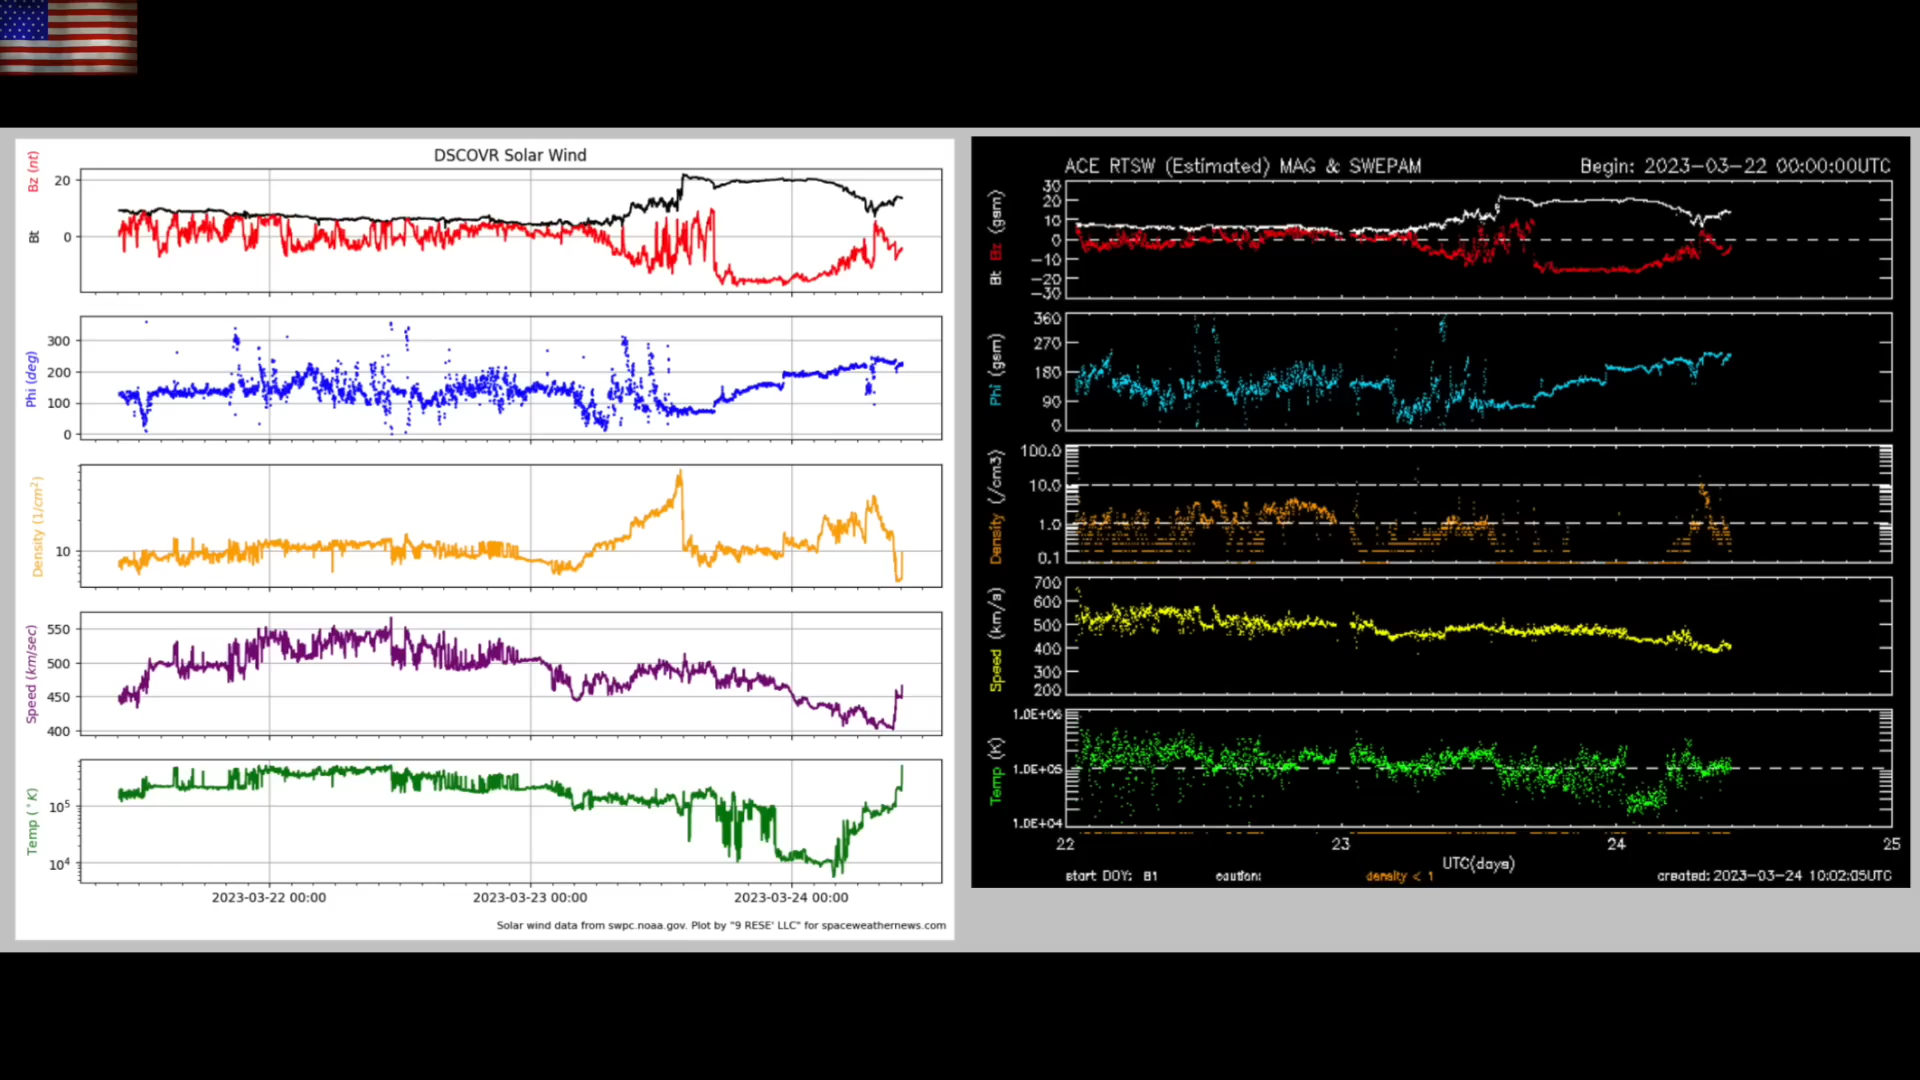 DSCOVR Solar Wind
Bz (nt)
Bt
20
0
Phi (deg)
300
200
100
0
Density (1/cm²)
10
Speed (km/sec)
550
500
450
400
Temp (°K)
10⁵
10⁴
2023-03-22 00:00
2023-03-23 00:00
2023-03-24 00:00
Solar wind data from swpc.noaa.gov. Plot by "9 RESE' LLC" for spaceweathernews.com
ACE RTSW (Estimated) MAG & SWEPAM
Begin: 2023-03-22 00:00:00UTC
Bt Bz (gsm)
30
20
10
0
-10
-20
-30
Phi (gsm)
360
270
180
90
0
Density (/cm3)
100.0
10.0
1.0
0.1
Speed (km/s)
700
600
500
400
300
200
Temp (K)
1.0E+06
1.0E+05
1.0E+04
22
23
24
25
UTC(days)
start DOY: 81
caution:
density < 1
created: 2023-03-24 10:02:05UTC